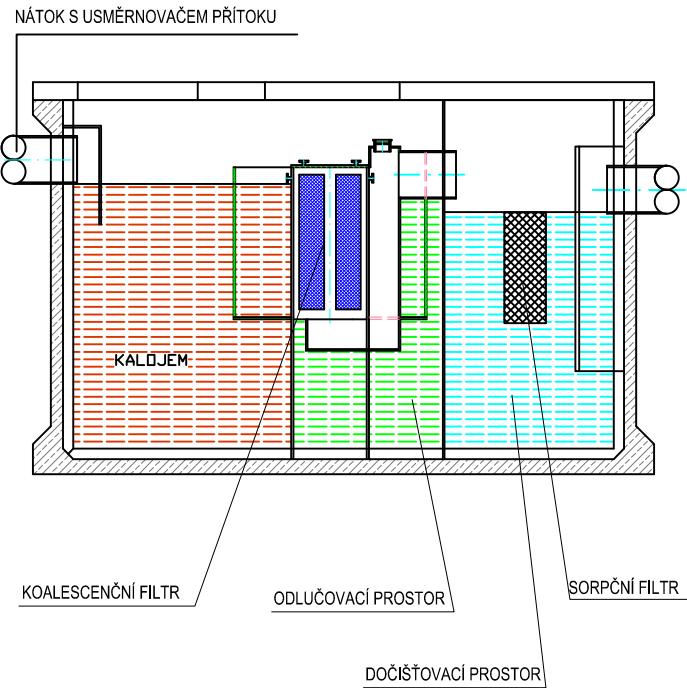 NÁTOK S USMĚRNOVAČEM PŘÍTOKU
KALOJEM
KOALESCENČNÍ FILTR
ODLUČOVACÍ PROSTOR
SORPČNÍ FILTR
DOČIŠŤOVACÍ PROSTOR